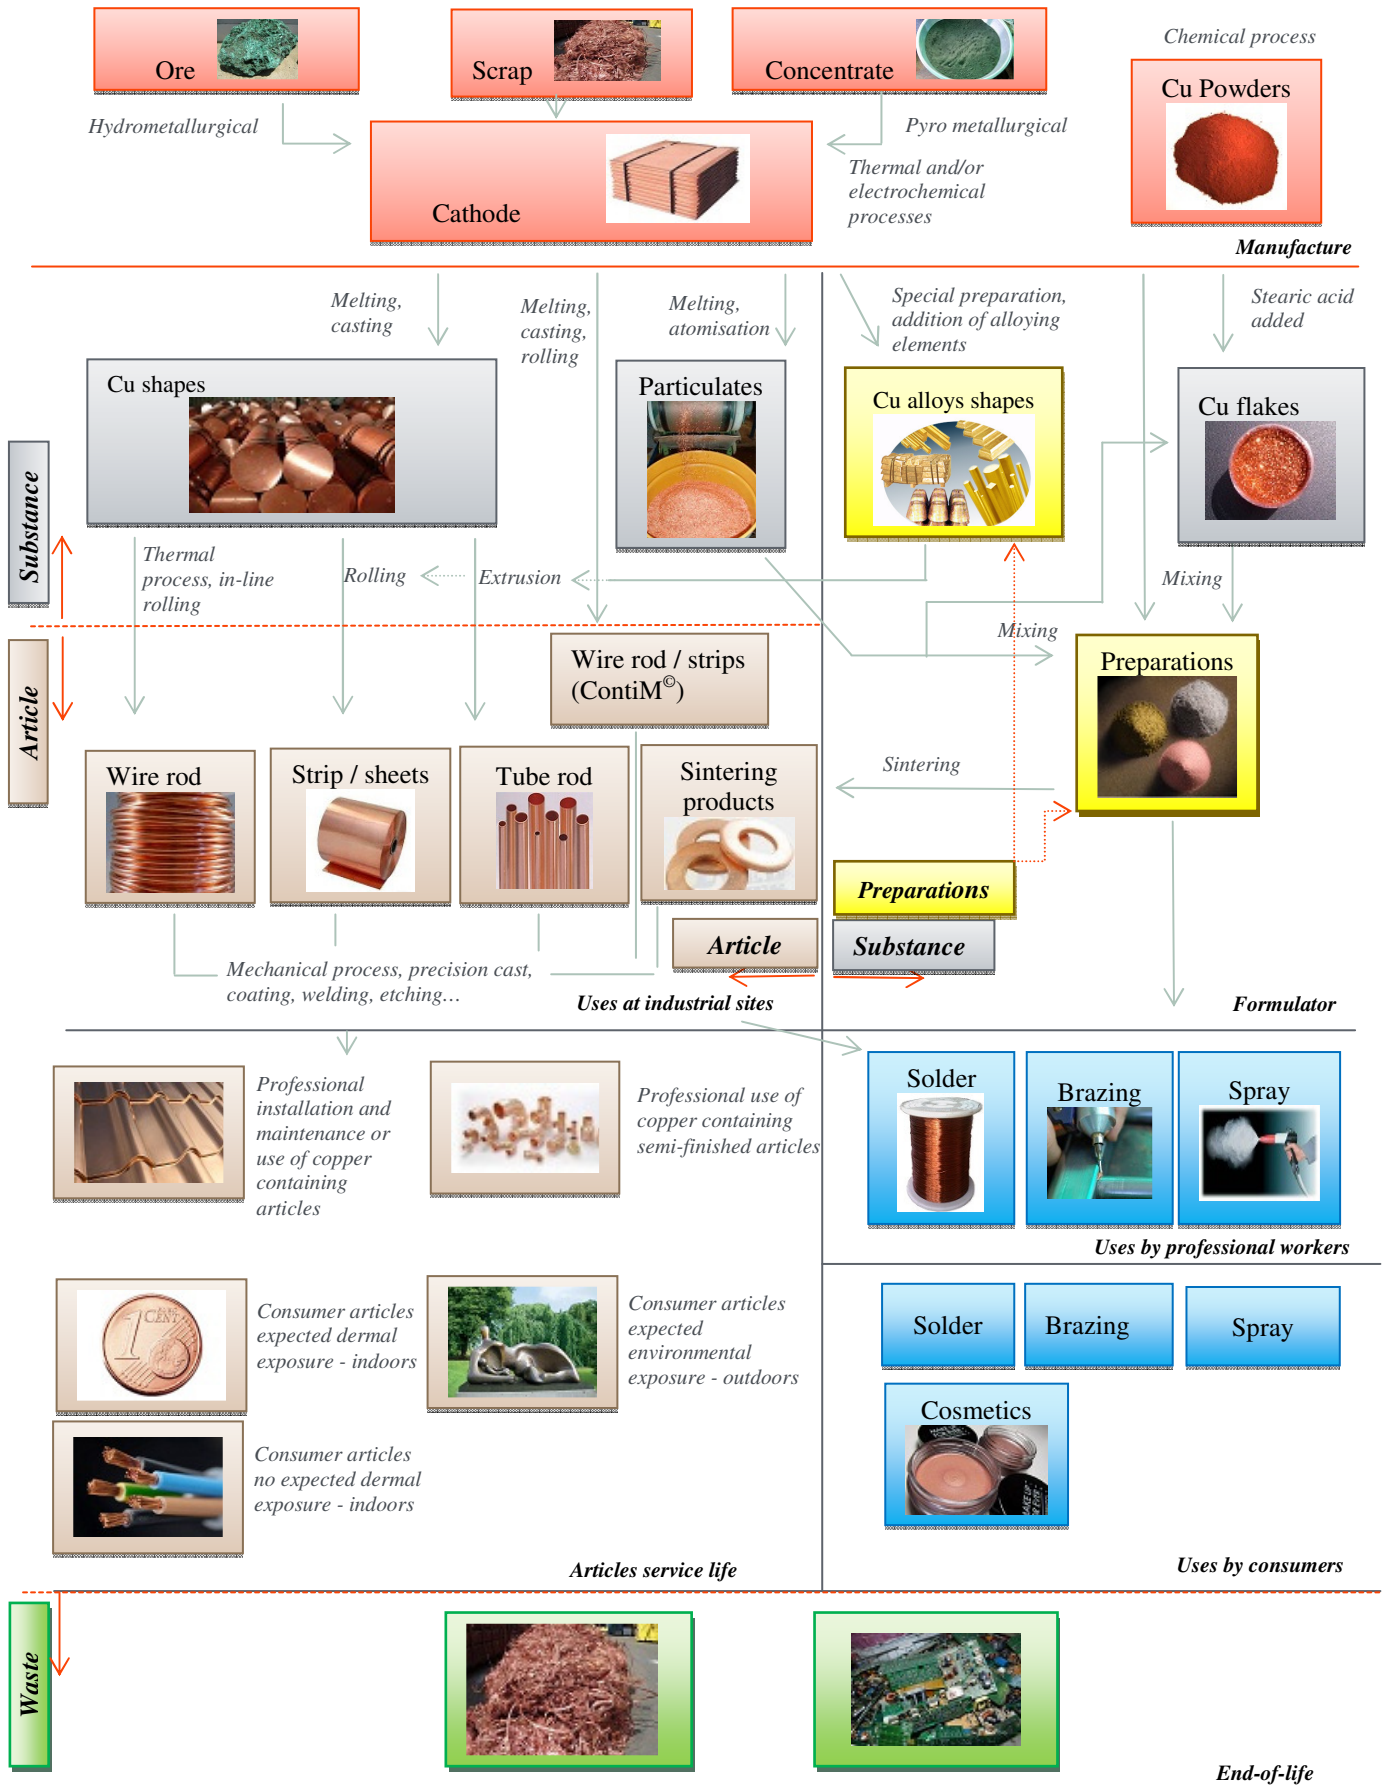 Ore
Scrap
Concentrate
Chemical process
Cu Powders
Hydrometallurgical
Pyro metallurgical
Thermal and/or
electrochemical
processes
Cathode
Manufacture
Melting,
casting
Melting,
casting,
rolling
Melting,
atomisation
Special preparation,
addition of alloying
elements
Stearic acid
added
Cu shapes
Particulates
Cu alloys shapes
Cu flakes
Substance
Thermal
process, in-line
rolling
Rolling
Extrusion
Mixing
Mixing
Article
Wire rod / strips
(ContiM©)
Preparations
Wire rod
Strip / sheets
Tube rod
Sintering
products
Sintering
Preparations
Article
Substance
Mechanical process, precision cast,
coating, welding, etching…
Uses at industrial sites
Formulator
Professional
installation and
maintenance or
use of copper
containing
articles
Professional use of
copper containing
semi-finished articles
Solder
Brazing
Spray
Uses by professional workers
1 CENT
Consumer articles
expected dermal
exposure - indoors
Consumer articles
expected
environmental
exposure - outdoors
Solder
Brazing
Spray
Cosmetics
Consumer articles
no expected dermal
exposure - indoors
Articles service life
Uses by consumers
Waste
End-of-life